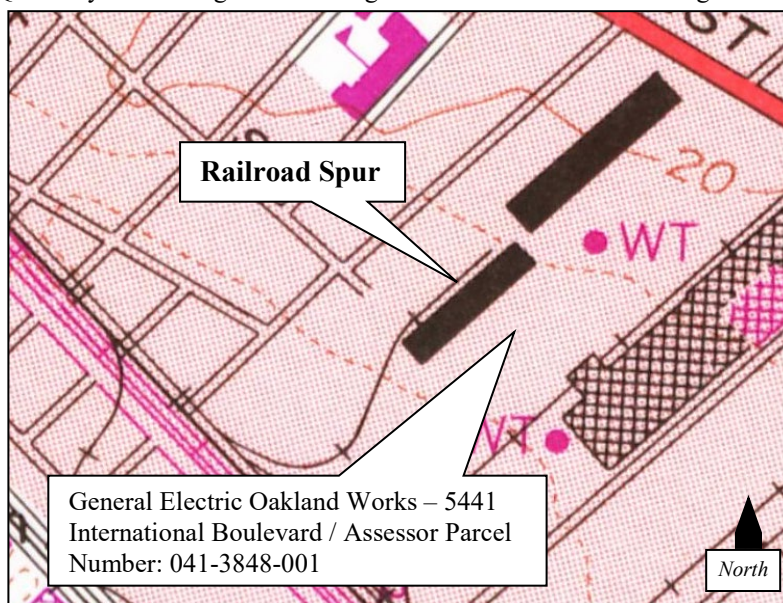 ST
Railroad Spur
20
WT
WT
General Electric Oakland Works – 5441
International Boulevard / Assessor Parcel
Number: 041-3848-001
North